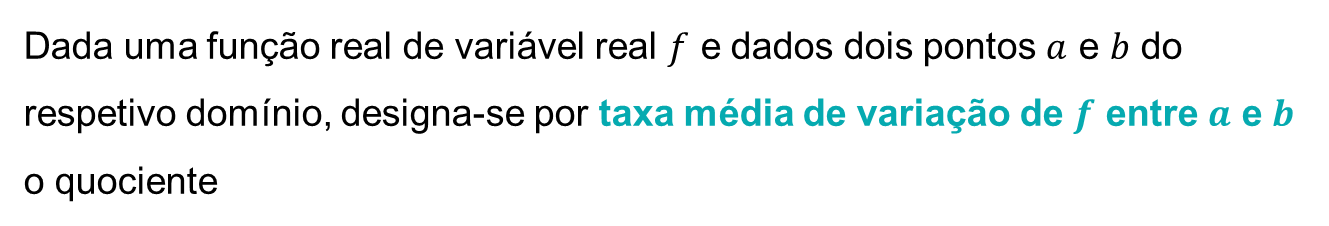 Dada uma função real de variável real f e dados dois pontos a e b do
respetivo domínio, designa-se por taxa média de variação de f entre a e b
o quociente